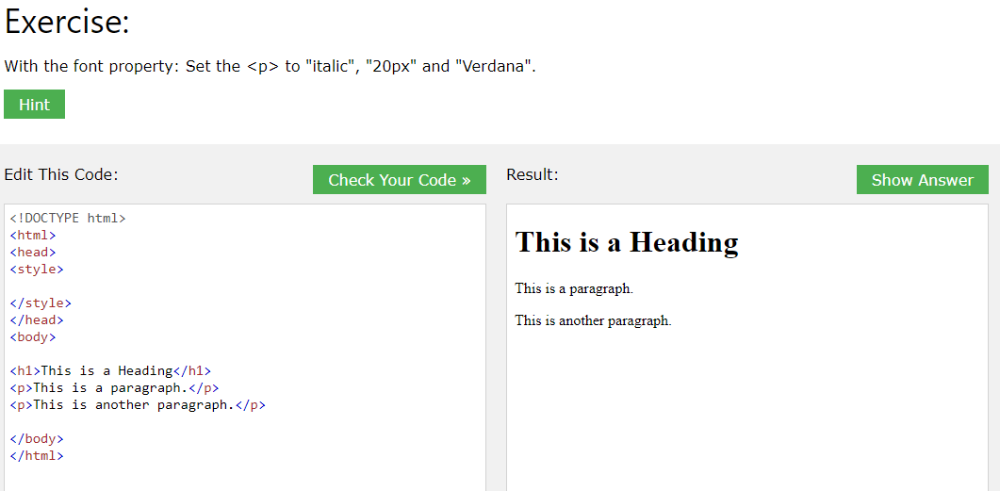 Exercise:
With the font property: Set the <p> to "italic", "20px" and "Verdana".
Hint
Edit This Code:
Check Your Code »
<!DOCTYPE html>
<html>
<head>
<style>
</style>
</head>
<body>
<h1>This is a Heading</h1>
<p>This is a paragraph.</p>
<p>This is another paragraph.</p>
</body>
</html>
Result:
Show Answer
This is a Heading
This is a paragraph.
This is another paragraph.